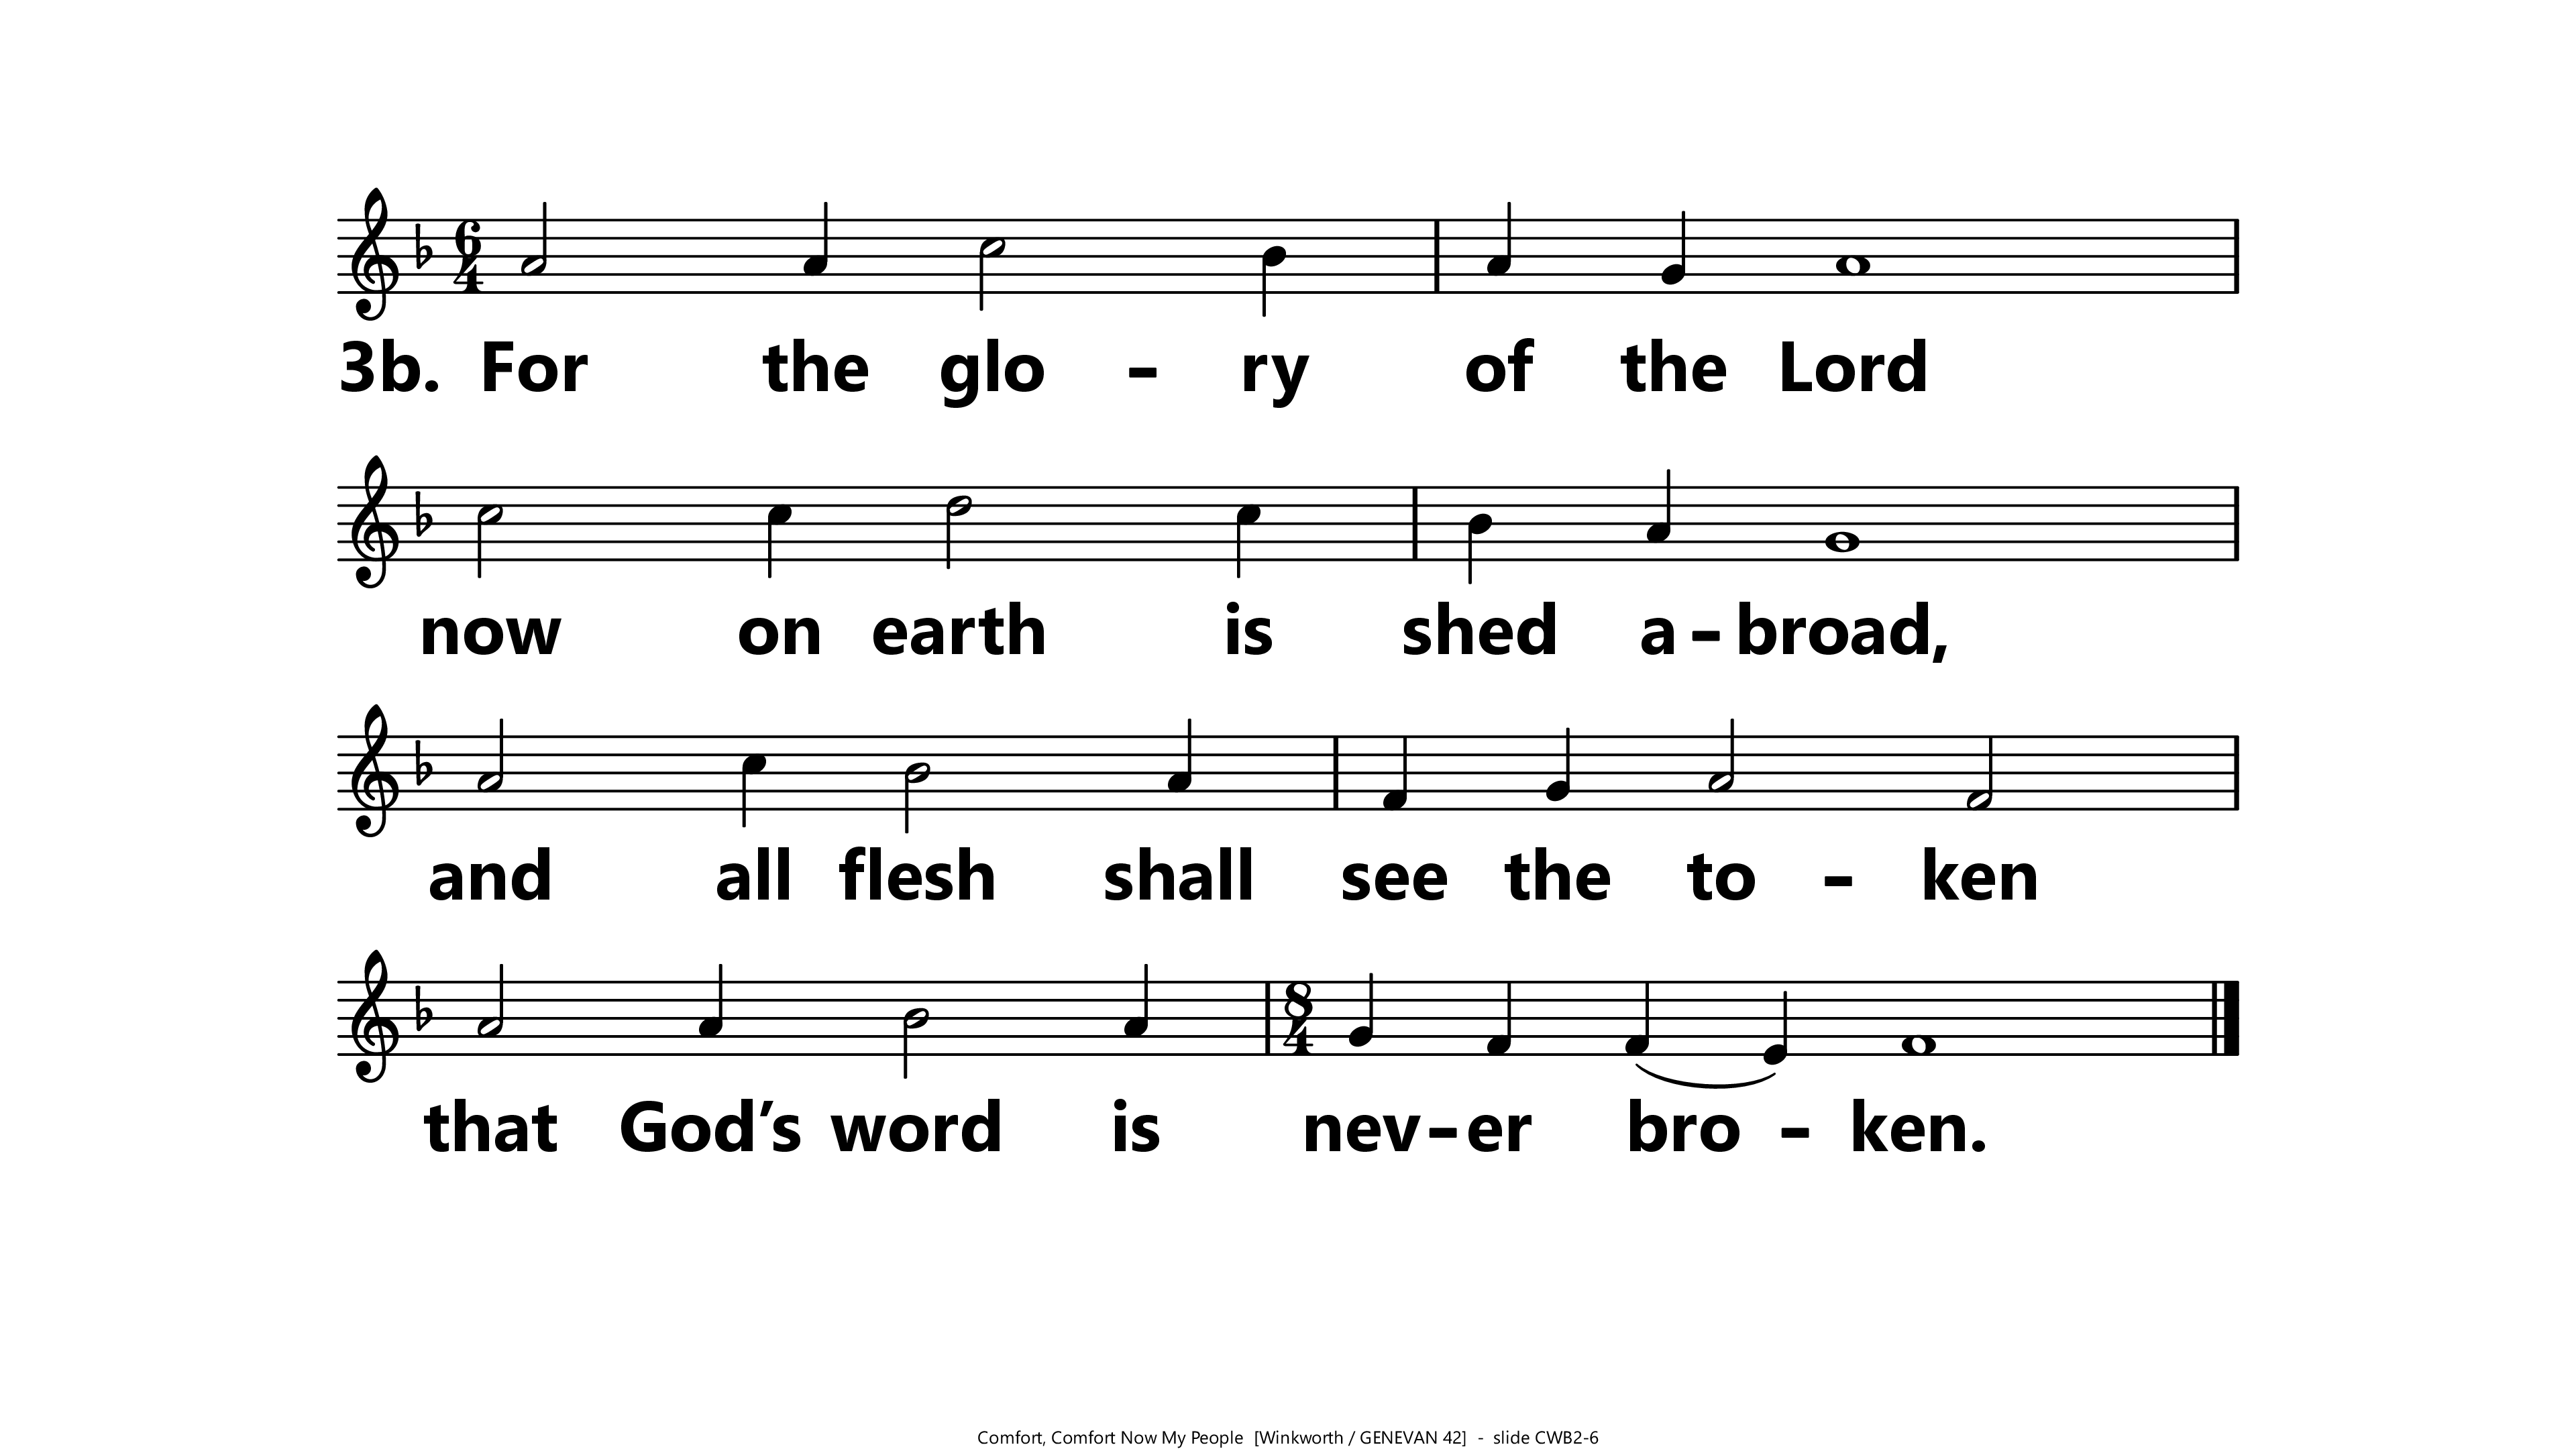 3b. For the glo - ry of the Lord
now on earth is shed a - broad,
and all flesh shall see the to - ken
that God’s word is nev - er bro - ken.
Comfort, Comfort Now My People [Winkworth / GENEVAN 42] - slide CWB2-6